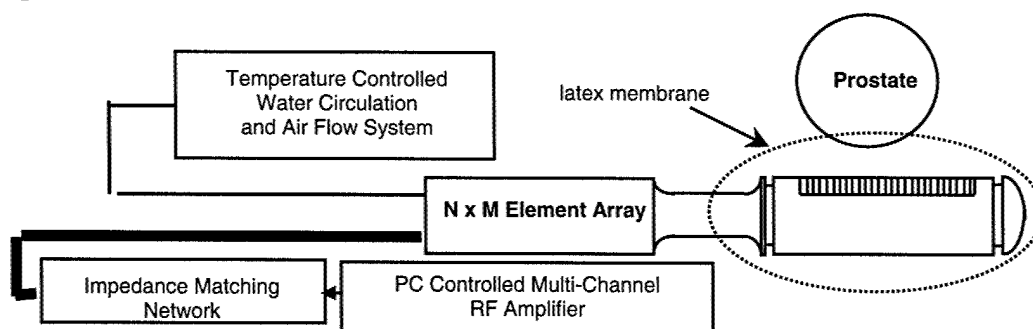 Temperature Controlled
Water Circulation
and Air Flow System
latex membrane
Prostate
N x M Element Array
Impedance Matching
Network
PC Controlled Multi-Channel
RF Amplifier